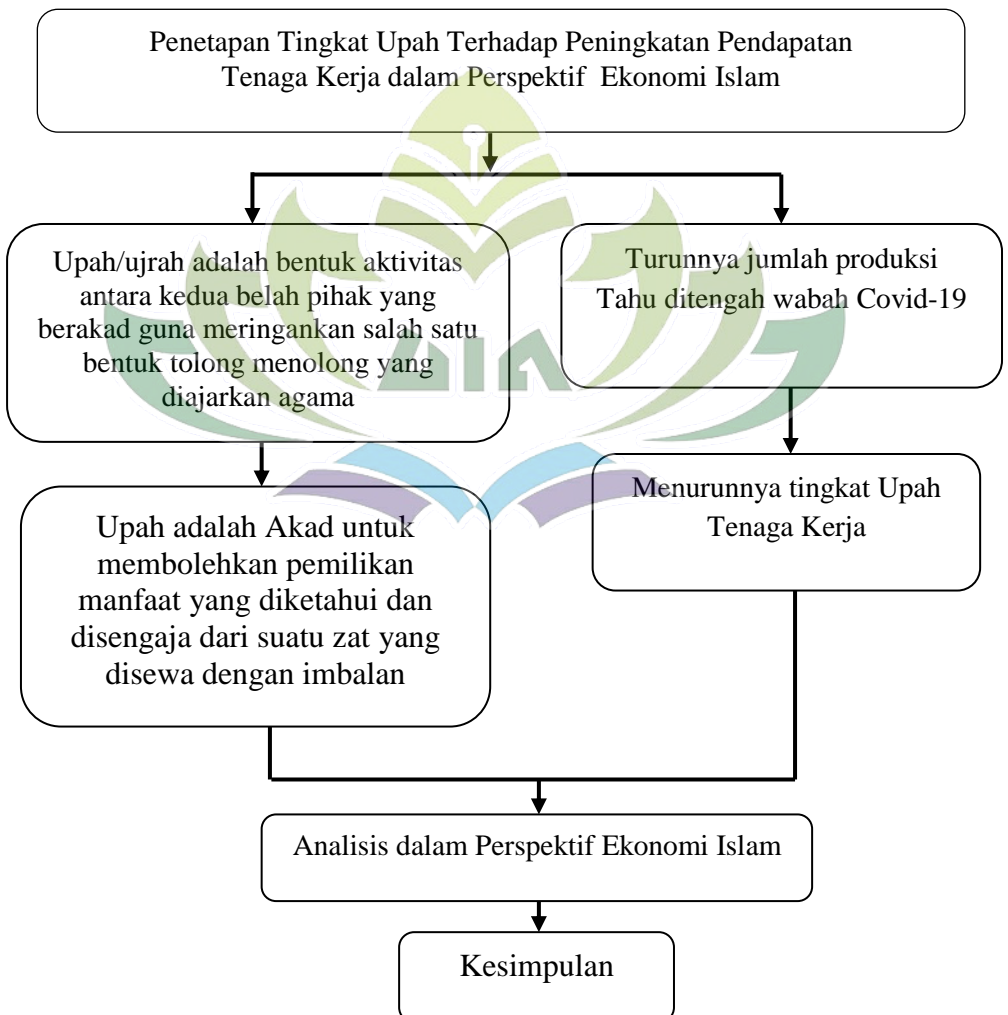 Penetapan Tingkat Upah Terhadap Peningkatan Pendapatan
Tenaga Kerja dalam Perspektif Ekonomi Islam
Upah/ujrah adalah bentuk aktivitas
antara kedua belah pihak yang
berakad guna meringankan salah satu
bentuk tolong menolong yang
diajarkan agama
Turunnya jumlah produksi
Tahu ditengah wabah Covid-19
Upah adalah Akad untuk
membolehkan pemilikan
manfaat yang diketahui dan
disengaja dari suatu zat yang
disewa dengan imbalan
Menurunnya tingkat Upah
Tenaga Kerja
Analisis dalam Perspektif Ekonomi Islam
Kesimpulan